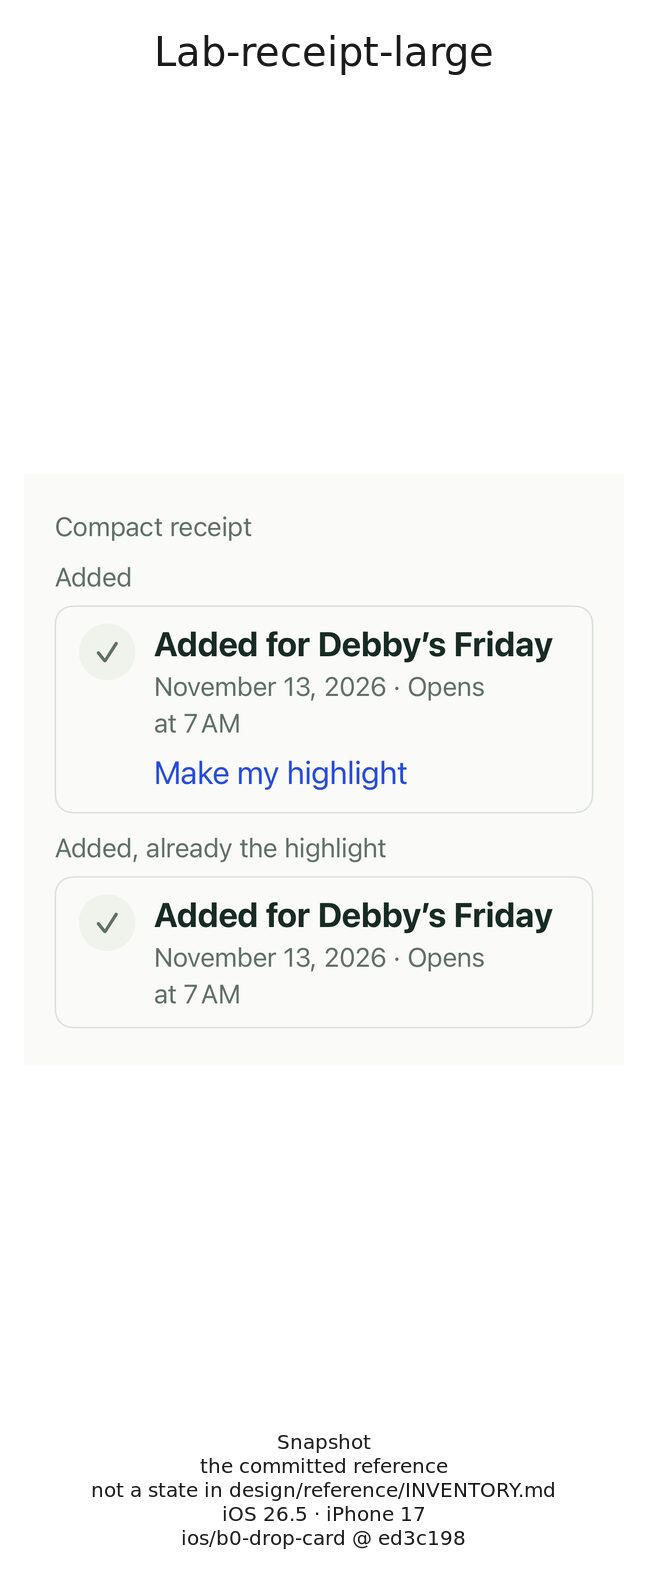 Lab-receipt-large
Compact receipt
Added
Added for Debby’s Friday
November 13, 2026 · Opens
at 7 AM
Make my highlight
Added, already the highlight
Added for Debby’s Friday
November 13, 2026 · Opens
at 7 AM
Snapshot
the committed reference
not a state in design/reference/INVENTORY.md
iOS 26.5 · iPhone 17
ios/b0-drop-card @ ed3c198